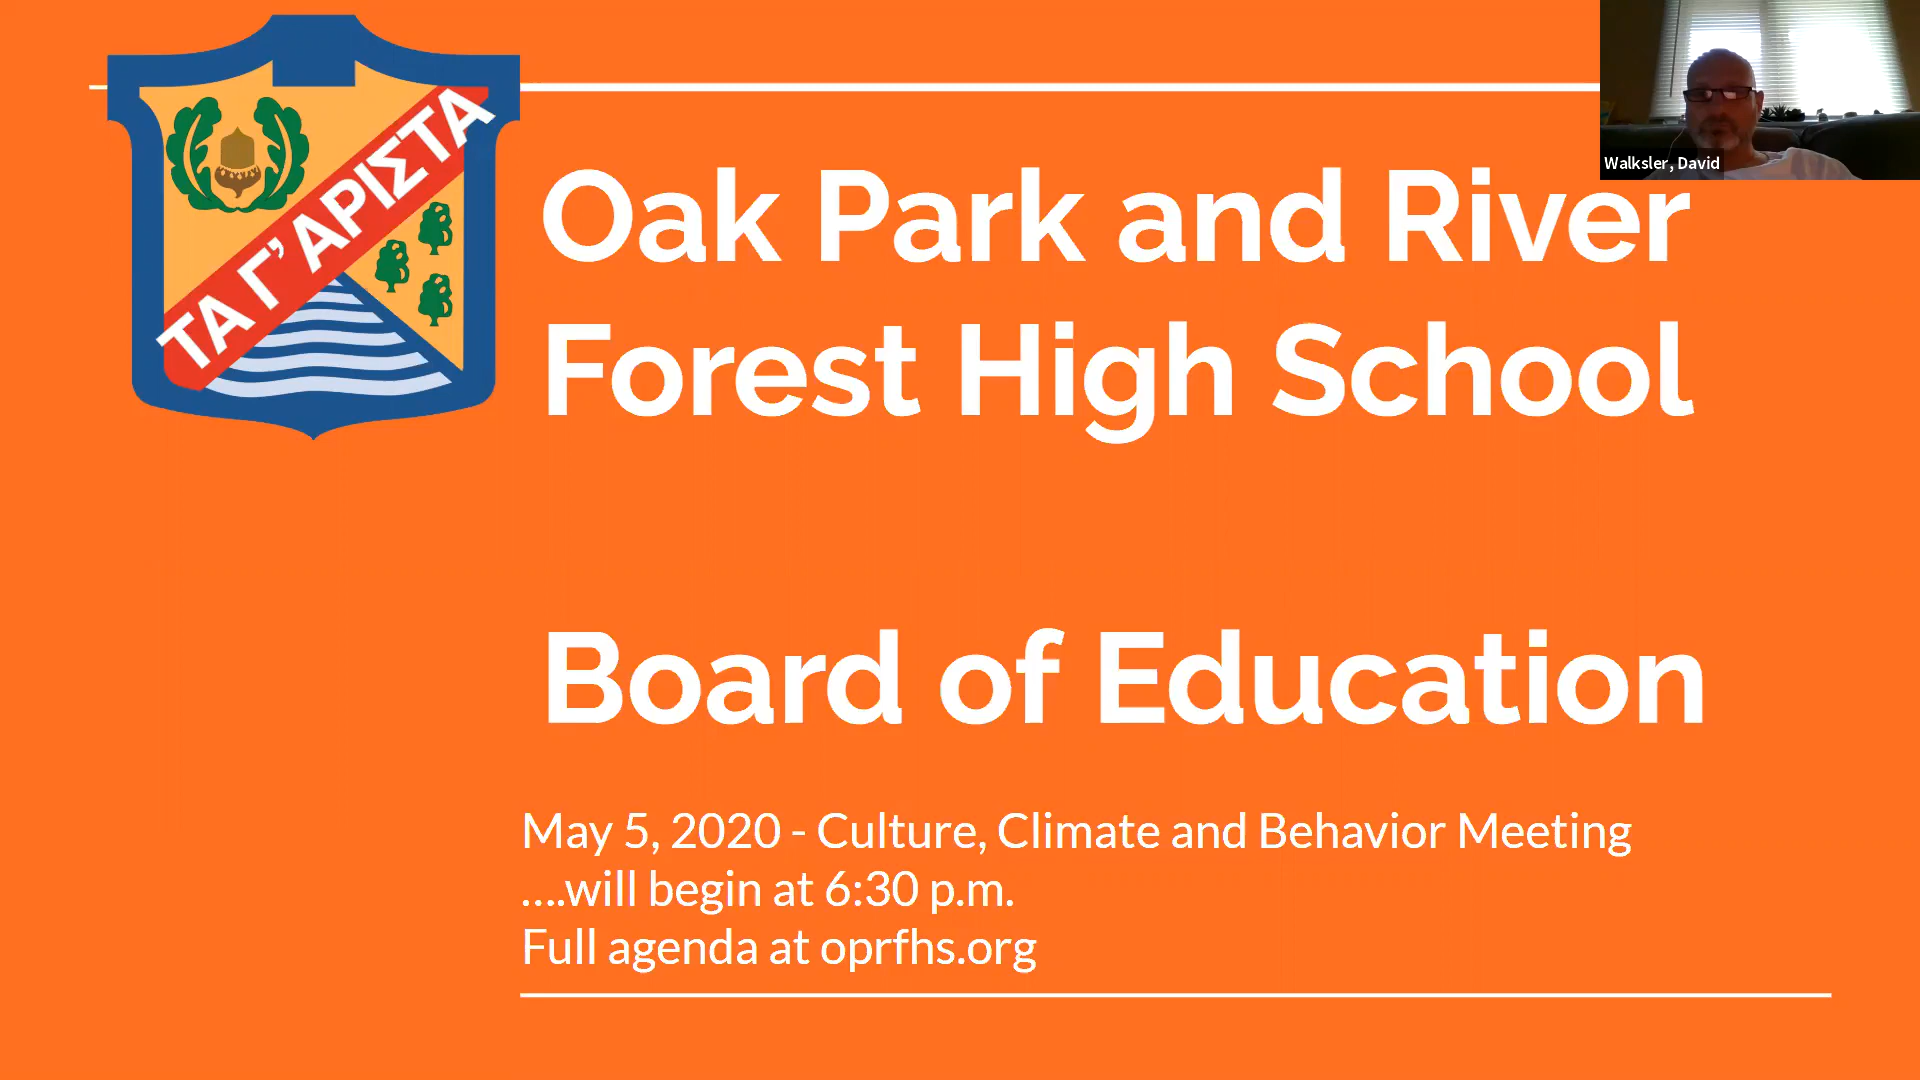 ΤΑ Γ’ ΑΡΙΣΤΑ
Walksler, David
Oak Park and River
Forest High School
Board of Education
May 5, 2020 - Culture, Climate and Behavior Meeting
....will begin at 6:30 p.m.
Full agenda at oprfhs.org